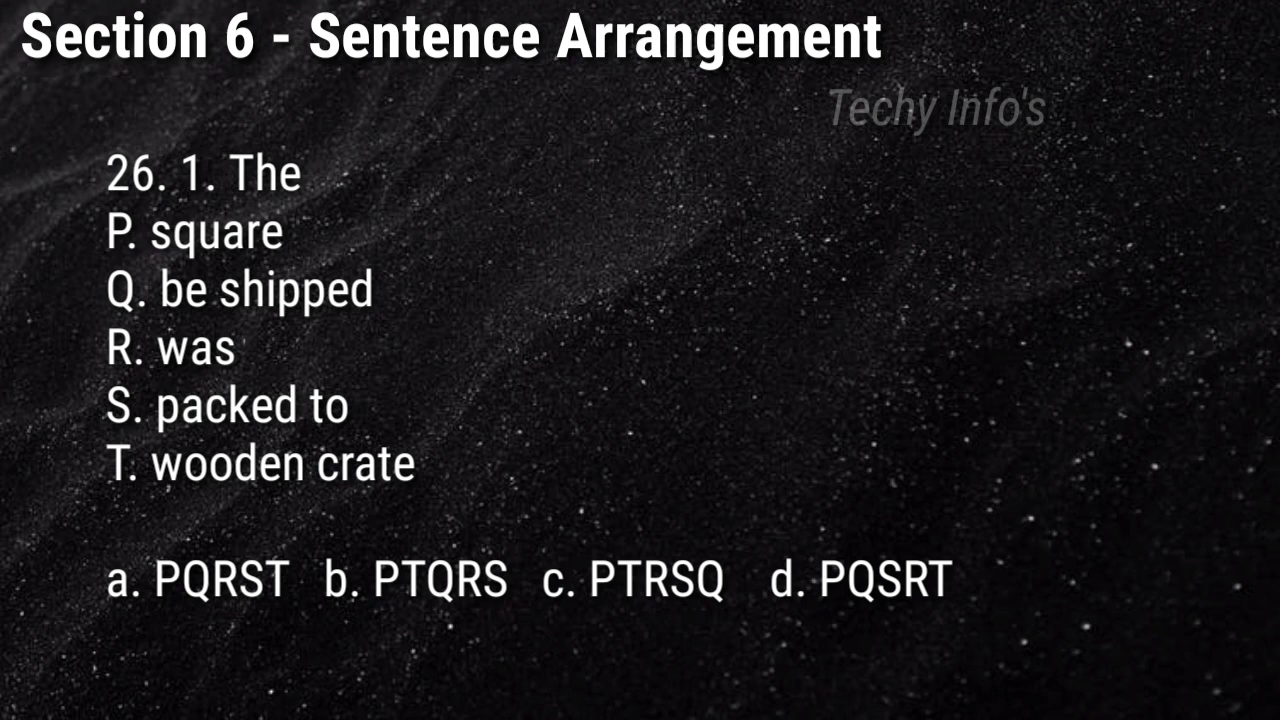 Section 6 - Sentence Arrangement
Techy Info's
26. 1. The
P. square
Q. be shipped
R. was
S. packed to
T. wooden crate
a. PQRST b. PTQRS c. PTRSQ d. PQSRT